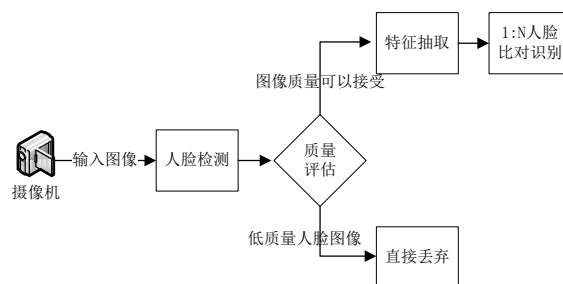 特征抽取
1:N人脸
比对识别
图像质量可以接受
输入图像
人脸检测
质量
评估
摄像机
低质量人脸图像
直接丢弃